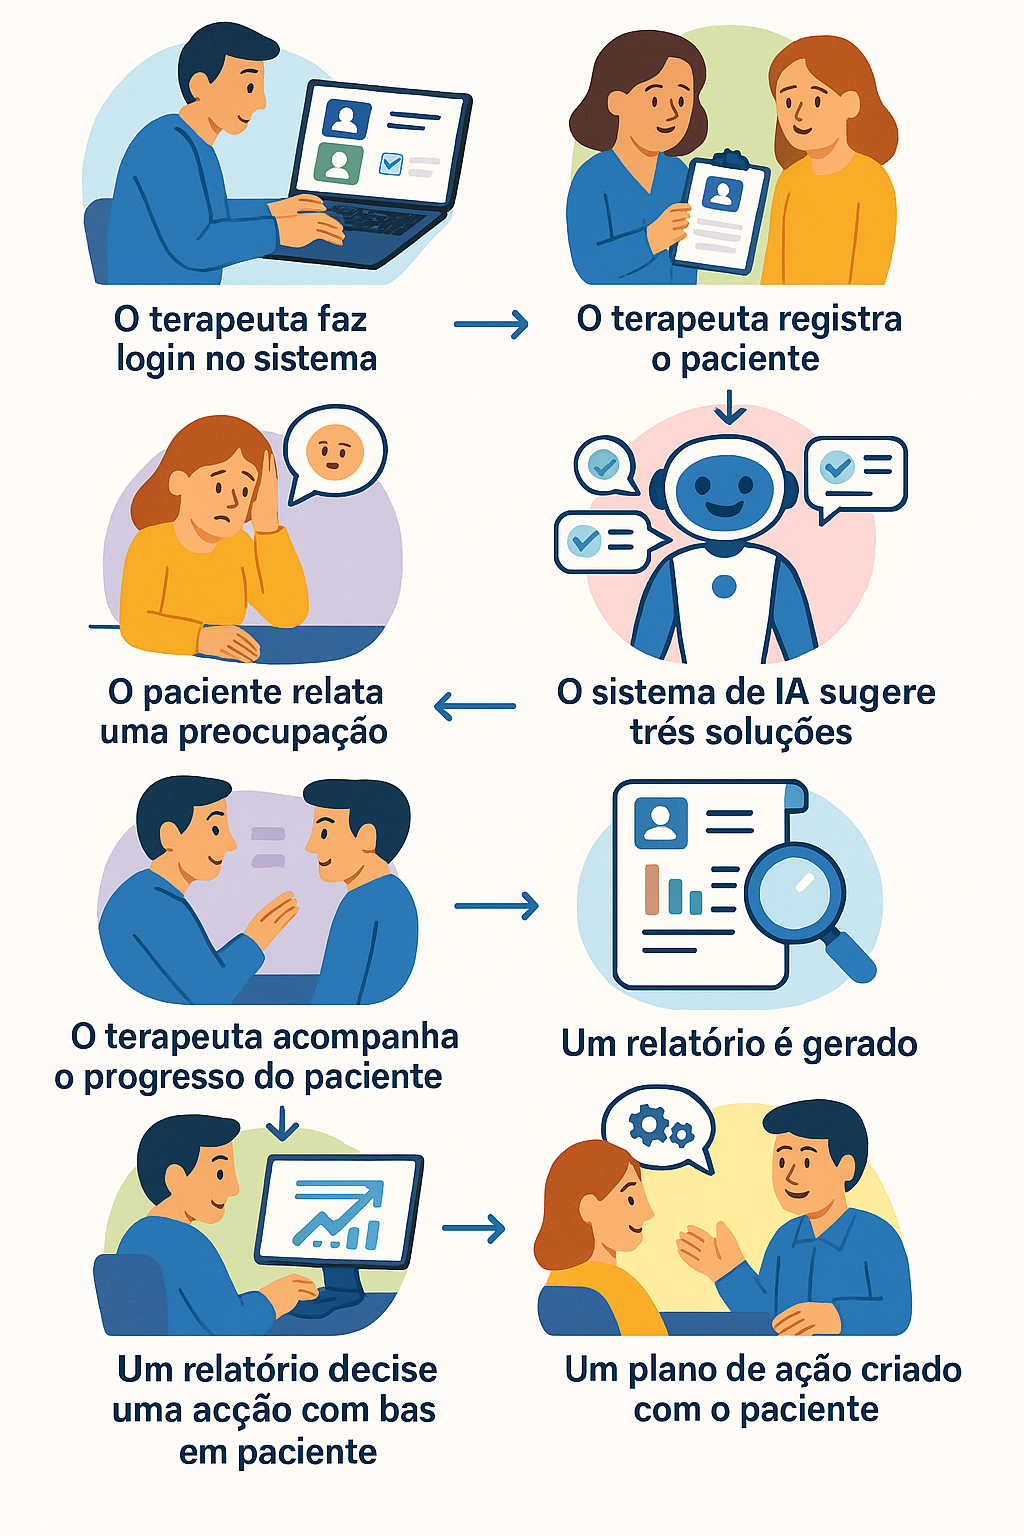 O terapeuta faz
login no sistema
O terapeuta registra
o paciente
O paciente relata
uma preocupação
O sistema de IA sugere
trés soluções
O terapeuta acompanha
o progresso do paciente
Um relatório é gerado
Um relatório decise
uma acção com bas
em paciente
Um plano de ação criado
com o paciente